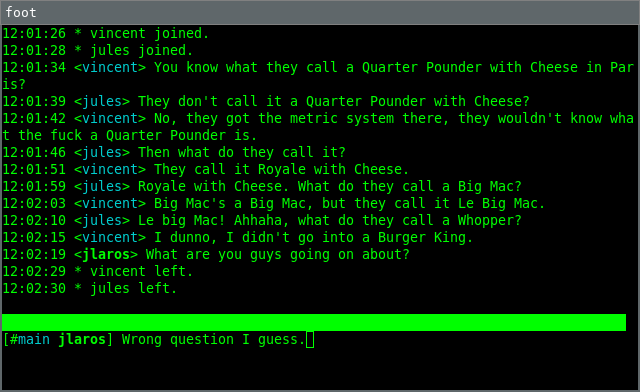 foot
12:01:26 * vincent joined.
12:01:28 * jules joined.
12:01:34 <vincent> You know what they call a Quarter Pounder with Cheese in Par
is?
12:01:39 <jules> They don't call it a Quarter Pounder with Cheese?
12:01:42 <vincent> No, they got the metric system there, they wouldn't know wha
t the fuck a Quarter Pounder is.
12:01:46 <jules> Then what do they call it?
12:01:51 <vincent> They call it Royale with Cheese.
12:01:59 <jules> Royale with Cheese. What do they call a Big Mac?
12:02:03 <vincent> Big Mac's a Big Mac, but they call it Le Big Mac.
12:02:10 <jules> Le big Mac! Ahhaha, what do they call a Whopper?
12:02:15 <vincent> I dunno, I didn't go into a Burger King.
12:02:19 <jlaros> What are you guys going on about?
12:02:29 * vincent left.
12:02:30 * jules left.
[#main jlaros] Wrong question I guess.